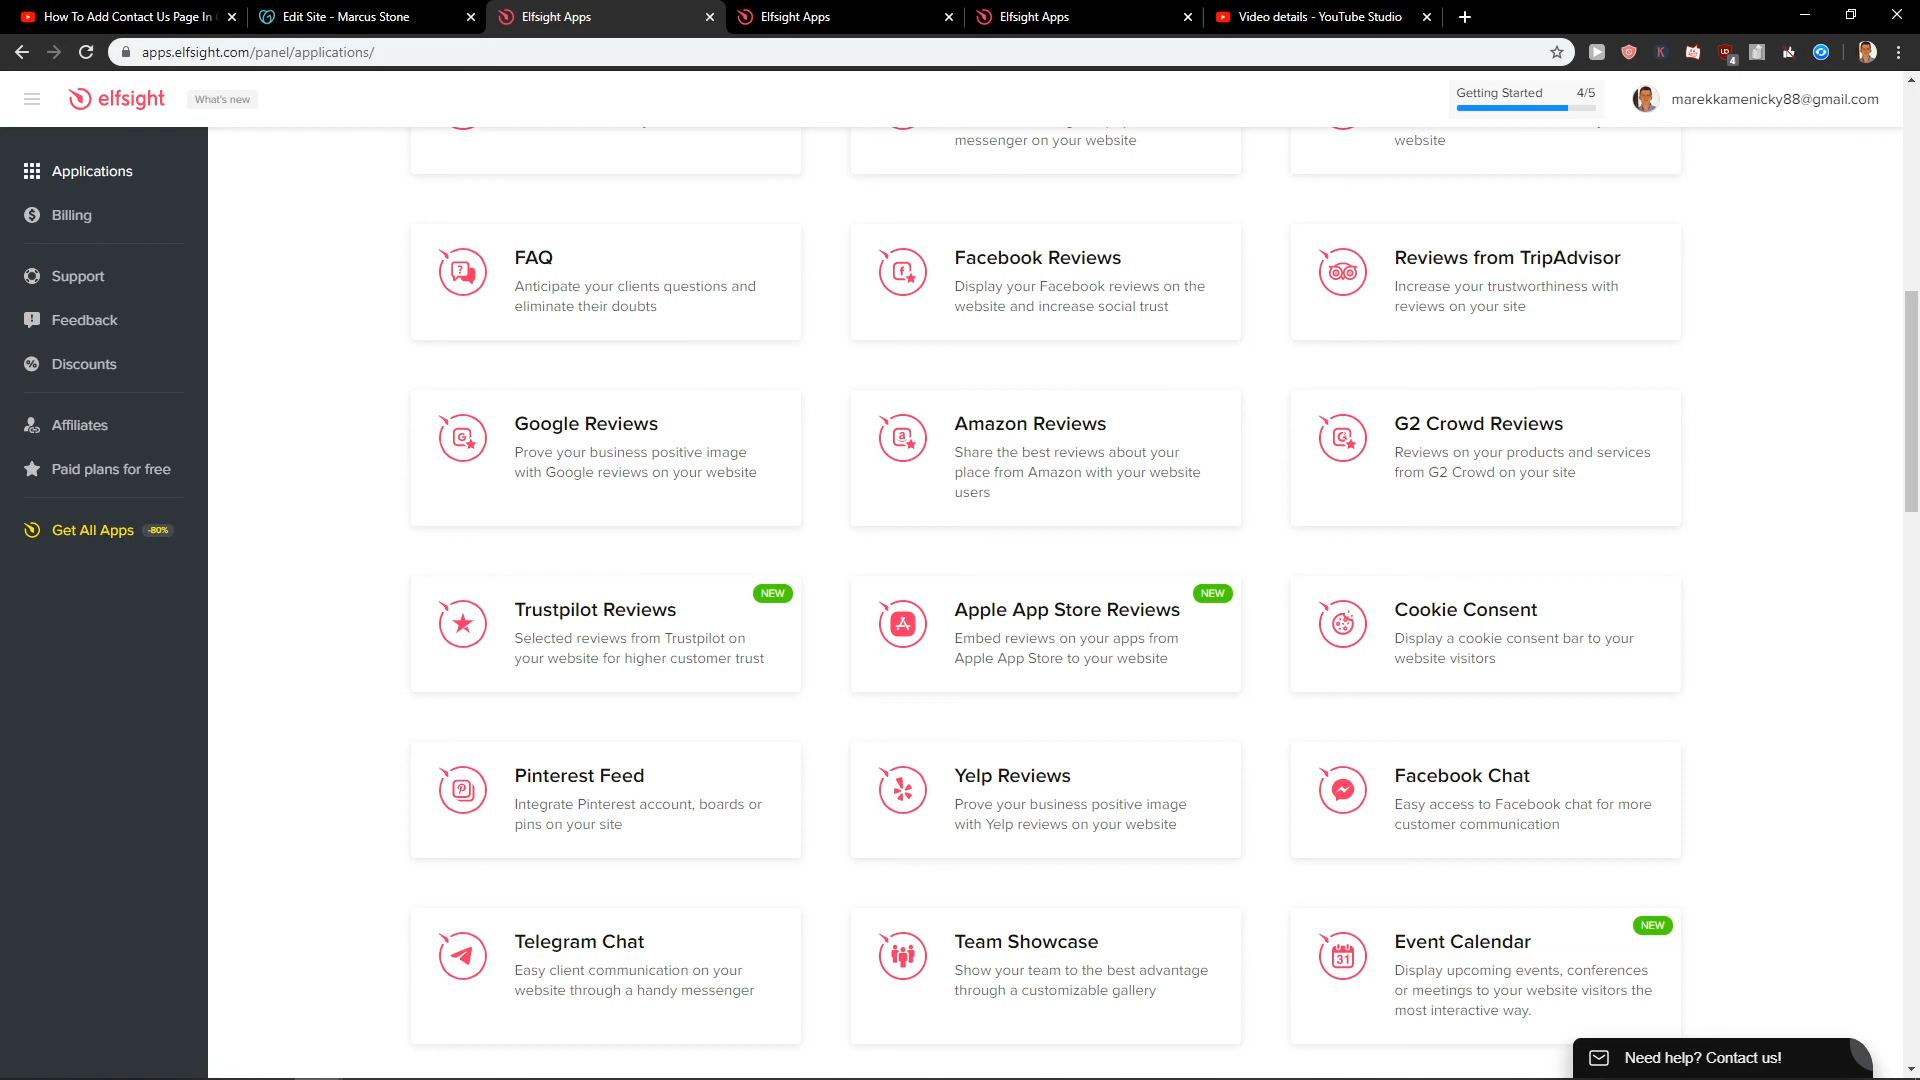 How To Add Contact Us Page In
Edit Site - Marcus Stone
Elfsight Apps
Elfsight Apps
Elfsight Apps
Video details - YouTube Studio
apps.elfsight.com/panel/applications/
4
elfsight
What's new
Getting Started 4/5
marekkamenicky88@gmail.com
Applications
Billing
Support
Feedback
Discounts
Affiliates
Paid plans for free
Get All Apps -80%
messenger on your website
website
FAQ
Anticipate your clients questions and
eliminate their doubts
Facebook Reviews
Display your Facebook reviews on the
website and increase social trust
Reviews from TripAdvisor
Increase your trustworthiness with
reviews on your site
Google Reviews
Prove your business positive image
with Google reviews on your website
Amazon Reviews
Share the best reviews about your
place from Amazon with your website
users
G2 Crowd Reviews
Reviews on your products and services
from G2 Crowd on your site
NEW
Trustpilot Reviews
Selected reviews from Trustpilot on
your website for higher customer trust
NEW
Apple App Store Reviews
Embed reviews on your apps from
Apple App Store to your website
Cookie Consent
Display a cookie consent bar to your
website visitors
Pinterest Feed
Integrate Pinterest account, boards or
pins on your site
Yelp Reviews
Prove your business positive image
with Yelp reviews on your website
Facebook Chat
Easy access to Facebook chat for more
customer communication
Telegram Chat
Easy client communication on your
website through a handy messenger
Team Showcase
Show your team to the best advantage
through a customizable gallery
NEW
31
Event Calendar
Display upcoming events, conferences
or meetings to your website visitors the
most interactive way.
Need help? Contact us!